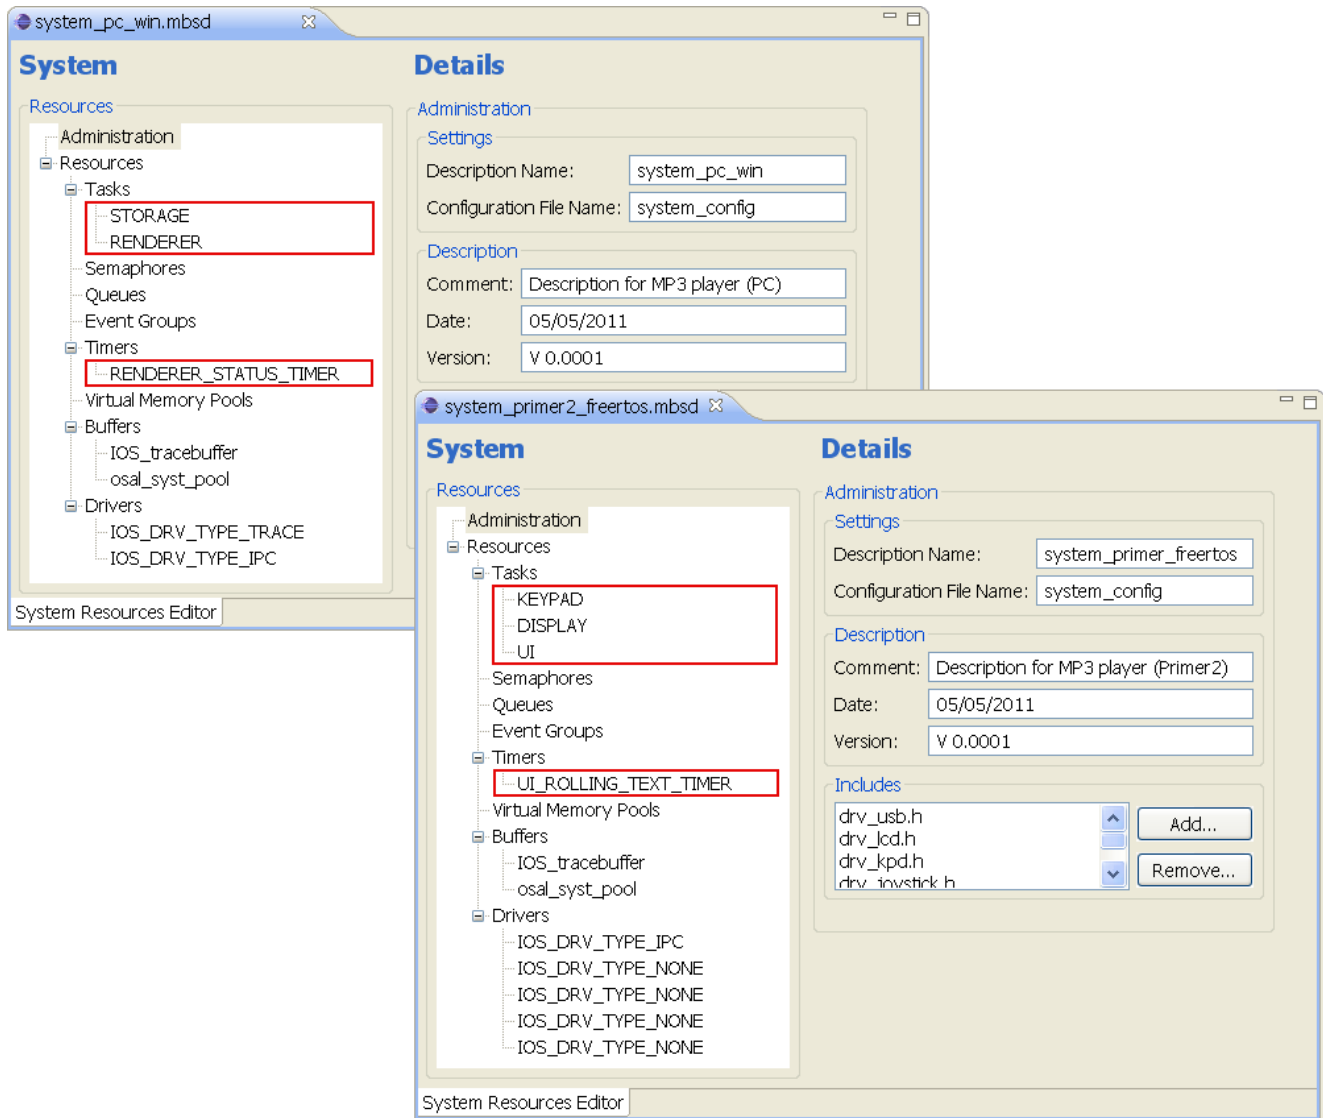 system_pc_win.mbsd
System
Resources
Administration
Resources
Tasks
STORAGE
RENDERER
Semaphores
Queues
Event Groups
Timers
RENDERER_STATUS_TIMER
Virtual Memory Pools
Buffers
IOS_tracebuffer
osal_syst_pool
Drivers
IOS_DRV_TYPE_TRACE
IOS_DRV_TYPE_IPC
System Resources Editor
Details
Administration
Settings
Description Name: system_pc_win
Configuration File Name: system_config
Description
Comment: Description for MP3 player (PC)
Date: 05/05/2011
Version: V 0.0001
system_primer2_freertos.mbsd
System
Resources
Administration
Resources
Tasks
KEYPAD
DISPLAY
UI
Semaphores
Queues
Event Groups
Timers
UI_ROLLING_TEXT_TIMER
Virtual Memory Pools
Buffers
IOS_tracebuffer
osal_syst_pool
Drivers
IOS_DRV_TYPE_IPC
IOS_DRV_TYPE_NONE
IOS_DRV_TYPE_NONE
IOS_DRV_TYPE_NONE
IOS_DRV_TYPE_NONE
System Resources Editor
Details
Administration
Settings
Description Name: system_primer_freertos
Configuration File Name: system_config
Description
Comment: Description for MP3 player (Primer2)
Date: 05/05/2011
Version: V 0.0001
Includes
drv_usb.h
drv_lcd.h
drv_kpd.h
drv_joystick.h
Add...
Remove...